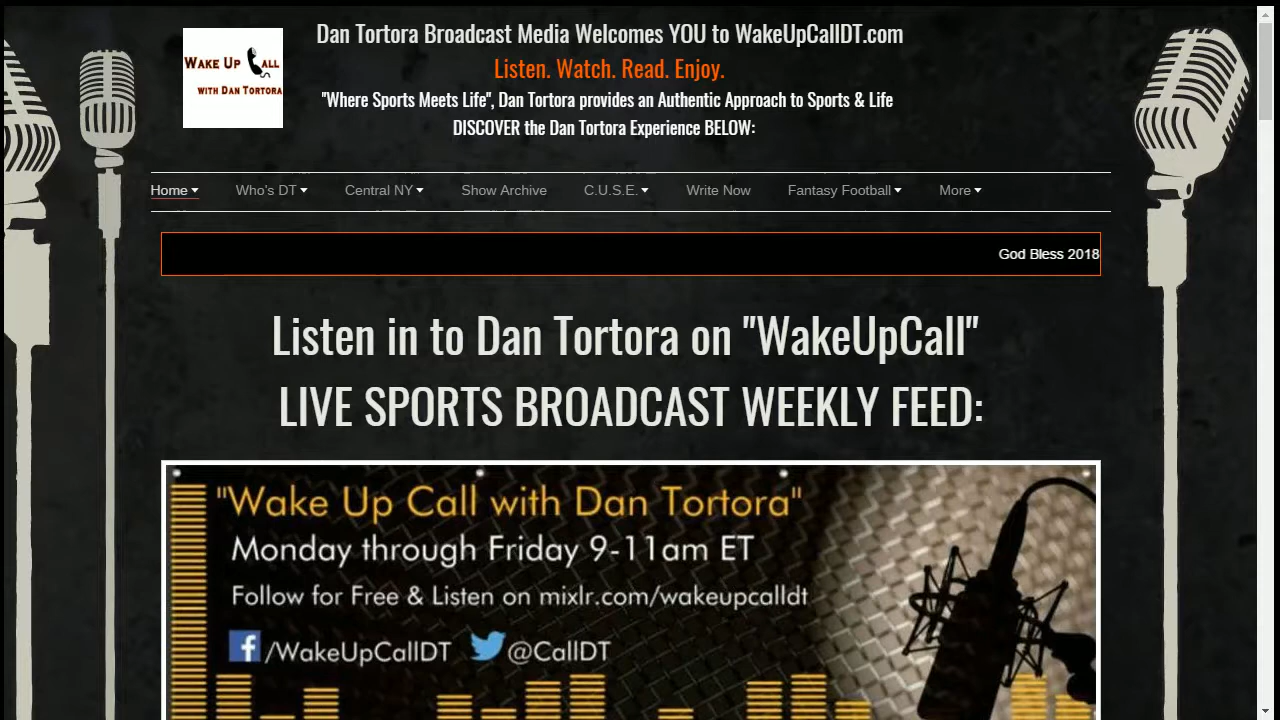 WAKE UP CALL
WITH DAN TORTORA
Dan Tortora Broadcast Media Welcomes YOU to WakeUpCallDT.com
Listen. Watch. Read. Enjoy.
"Where Sports Meets Life", Dan Tortora provides an Authentic Approach to Sports & Life
DISCOVER the Dan Tortora Experience BELOW:
Home Who's DT Central NY Show Archive C.U.S.E. Write Now Fantasy Football More
God Bless 2018
Listen in to Dan Tortora on "WakeUpCall"
LIVE SPORTS BROADCAST WEEKLY FEED:
"Wake Up Call with Dan Tortora"
Monday through Friday 9-11am ET
Follow for Free & Listen on mixlr.com/wakeupcalldt
/WakeUpCallDT @CallDT